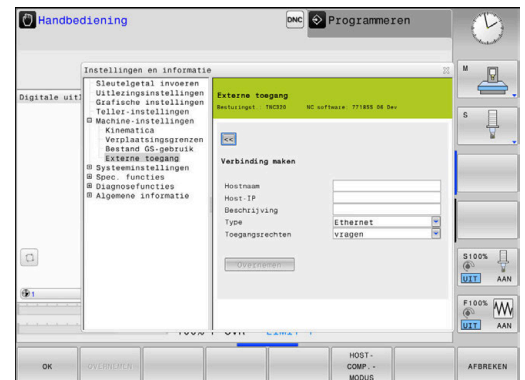 Handbediening
DNC
Programmeren
Instellingen en informatie
Digitale uit
Sleutelgetal invoeren
Uitlezingsinstellingen
Grafische instellingen
Teller-instellingen
Machine-instellingen
Kinematica
Verplaatsingsgrenzen
Bestand GS-gebruik
Externe toegang
Systeeminstellingen
Spec. functies
Diagnosefuncties
Algemene informatie
Externe toegang
Besturingst.: TNC320 NC software: 771855 06 Dev
<<
Verbinding maken
Hostnaam
Host-IP
Beschrijving
Type Ethernet
Toegangsrechten vragen
Overnemen
1
M
S
S100%
UIT AAN
F100%
UIT AAN
OK
OVERNEMEN
HOST-
COMP.-
MODUS
AFBREKEN